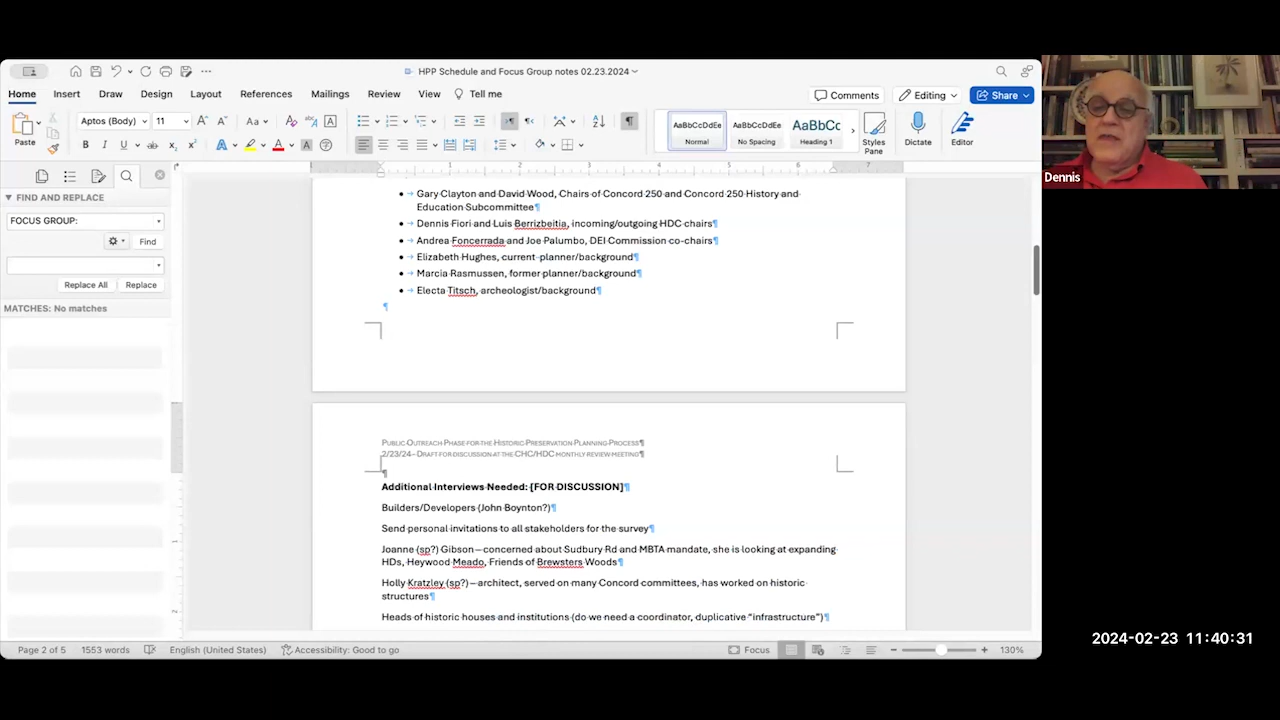 HPP Schedule and Focus Group notes 02.23.2024
Home Insert Draw Design Layout References Mailings Review View Tell me
Comments Editing Share
Paste
Aptos (Body) 11
AaBbCcDdEe AaBbCcDdEe AaBbCc
Normal No Spacing Heading 1
Styles Pane Dictate Editor
FIND AND REPLACE
FOCUS GROUP:
Find
Replace All Replace
MATCHES: No matches
• Gary Clayton and David Wood, Chairs of Concord 250 and Concord 250 History and
Education Subcommittee¶
• Dennis Fiori and Luis Berrizbeitia, incoming/outgoing HDC chairs¶
• Andrea Foncerrada and Joe Palumbo, DEI Commission co-chairs¶
• Elizabeth Hughes, current planner/background¶
• Marcia Rasmussen, former planner/background¶
• Electa Titsch, archeologist/background¶
¶
PUBLIC OUTREACH PHASE FOR THE HISTORIC PRESERVATION PLANNING PROCESS¶
2/23/24 – DRAFT FOR DISCUSSION AT THE CHC/HDC MONTHLY REVIEW MEETING¶
¶
Additional Interviews Needed: [FOR DISCUSSION]¶
Builders/Developers (John Boynton?)¶
Send personal invitations to all stakeholders for the survey¶
Joanne (sp?) Gibson – concerned about Sudbury Rd and MBTA mandate, she is looking at expanding
HDs, Heywood Meado, Friends of Brewsters Woods¶
Holly Kratzley (sp?) – architect, served on many Concord committees, has worked on historic
structures¶
Heads of historic houses and institutions (do we need a coordinator, duplicative "infrastructure")¶
Page 2 of 5 1553 words English (United States) Accessibility: Good to go Focus 130%
Dennis
2024-02-23 11:40:31